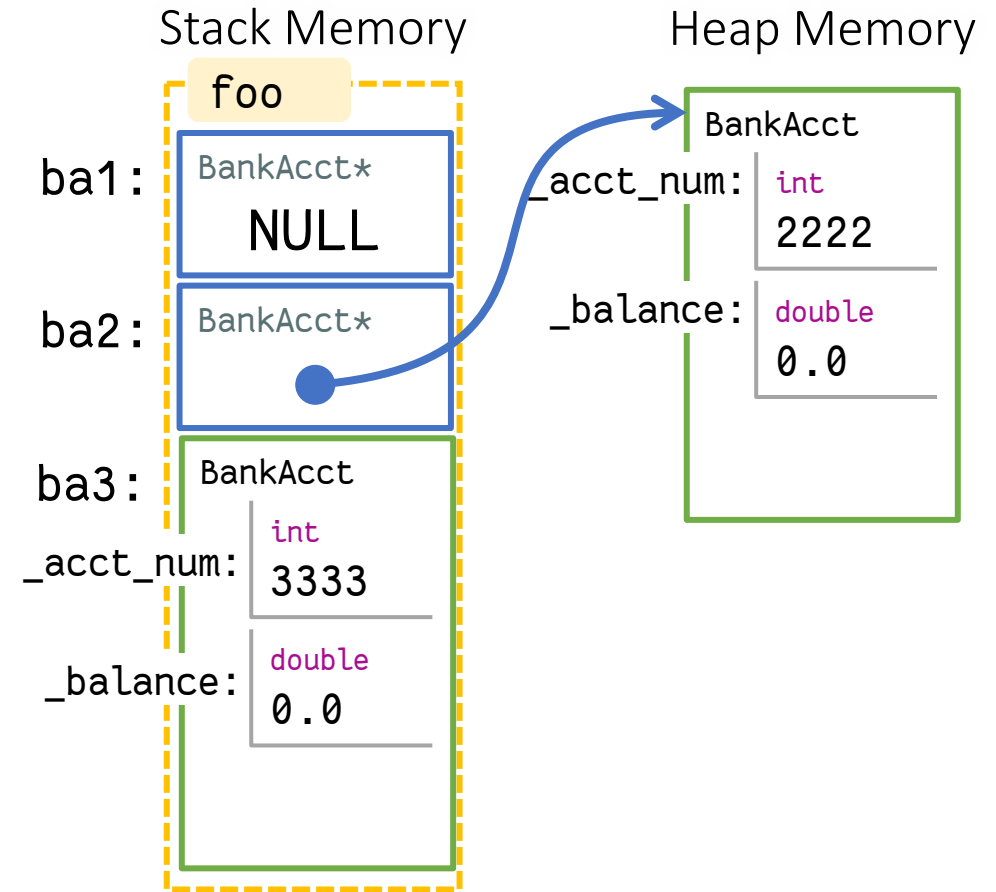 Stack Memory
Heap Memory
foo
ba1:
BankAcct*
NULL
ba2:
BankAcct*
ba3:
BankAcct
_acct_num:
int
3333
_balance:
double
0.0
BankAcct
_acct_num:
int
2222
_balance:
double
0.0